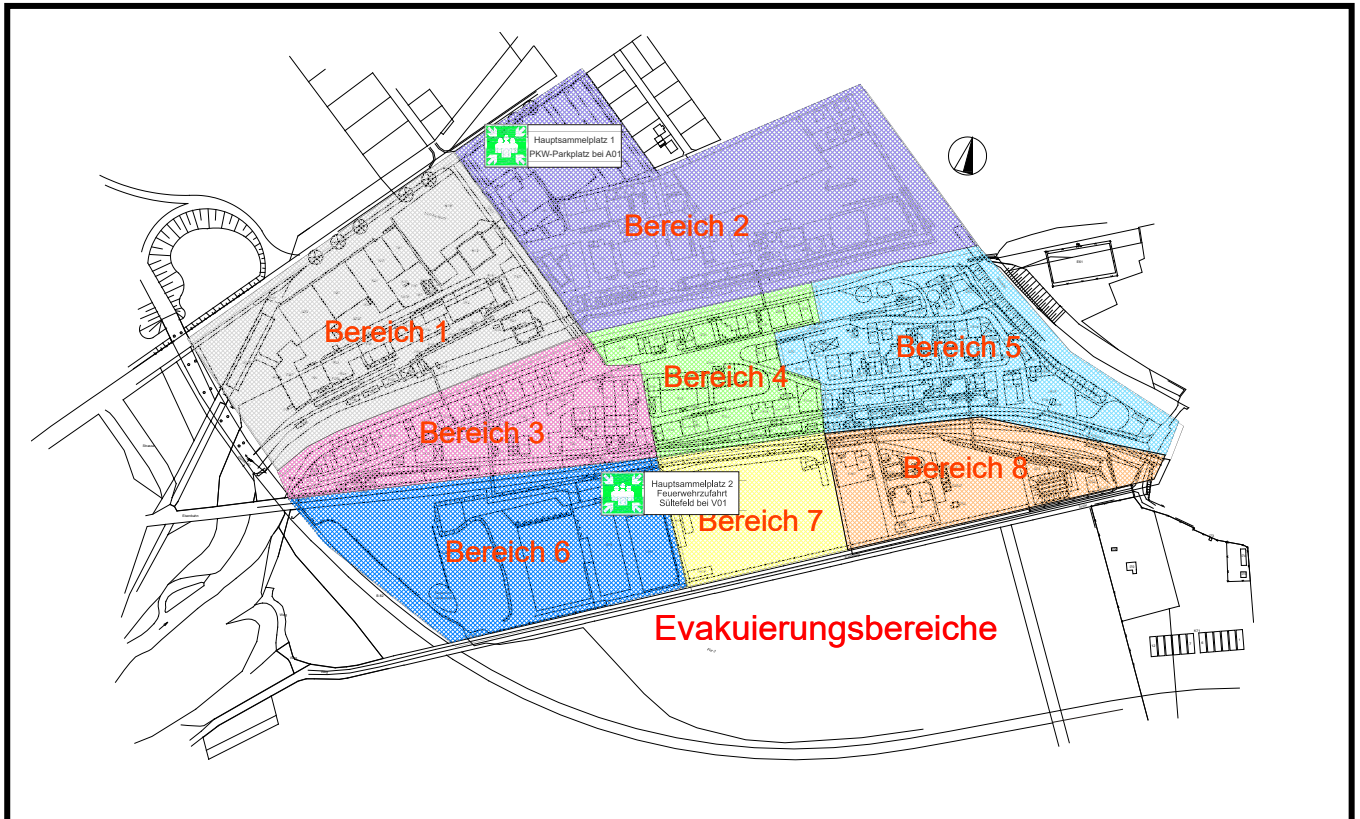 Hauptsammelplatz 1
PKW-Parkplatz bei A01
Bereich 2
Bereich 1
Bereich 5
Bereich 4
Bereich 3
Bereich 8
Hauptsammelplatz 2
Feuerwehrzufahrt
Sültefeld bei V01
Bereich 7
Bereich 6
Evakuierungsbereiche